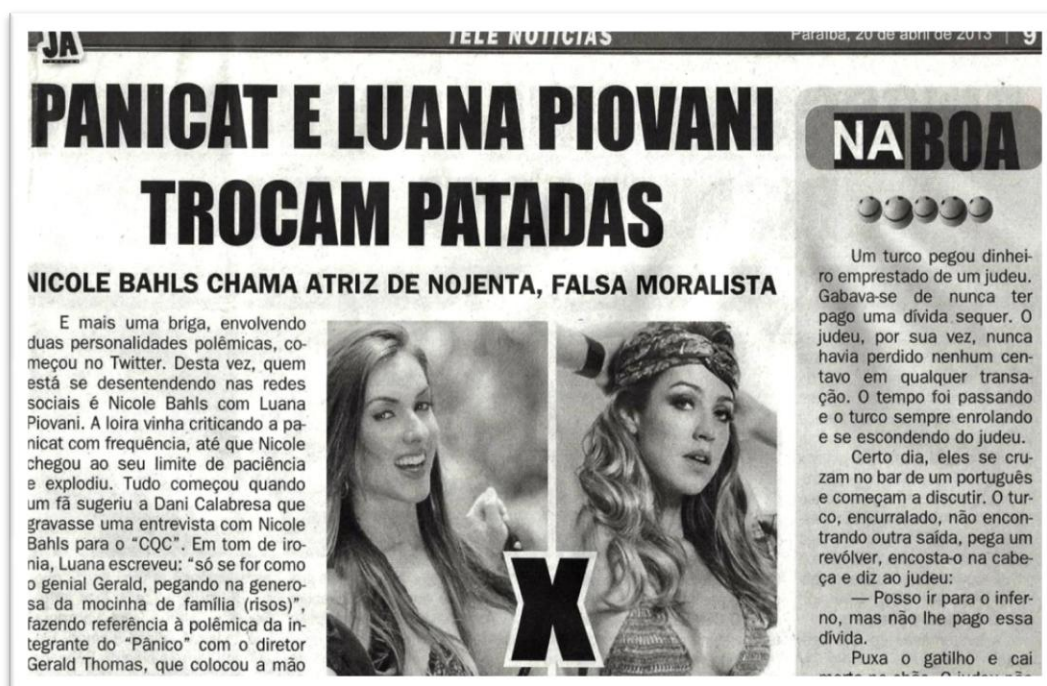 JA
TELE NOTÍCIAS
Paraíba, 20 de abril de 2013 | 9
PANICAT E LUANA PIOVANI
TROCAM PATADAS
NICOLE BAHLS CHAMA ATRIZ DE NOJENTA, FALSA MORALISTA
E mais uma briga, envolvendo
duas personalidades polêmicas, co-
meçou no Twitter. Desta vez, quem
está se desentendendo nas redes
sociais é Nicole Bahls com Luana
Piovani. A loira vinha criticando a pa-
nicat com frequência, até que Nicole
chegou ao seu limite de paciência
e explodiu. Tudo começou quando
um fã sugeriu a Dani Calabresa que
gravasse uma entrevista com Nicole
Bahls para o “CQC”. Em tom de iro-
nia, Luana escreveu: “só se for como
o genial Gerald, pegando na genero-
sa da mocinha de família (risos)”,
fazendo referência à polêmica da in-
tegrante do “Pânico” com o diretor
Gerald Thomas, que colocou a mão
X
NA BOA
Um turco pegou dinhei-
ro emprestado de um judeu.
Gabava-se de nunca ter
pago uma dívida sequer. O
judeu, por sua vez, nunca
havia perdido nenhum cen-
tavo em qualquer transa-
ção. O tempo foi passando
e o turco sempre enrolando
e se escondendo do judeu.
Certo dia, eles se cru-
zam no bar de um português
e começam a discutir. O tur-
co, encurralado, não encon-
trando outra saída, pega um
revólver, encosta-o na cabe-
ça e diz ao judeu:
— Posso ir para o infer-
no, mas não lhe pago essa
dívida.
Puxa o gatilho e cai